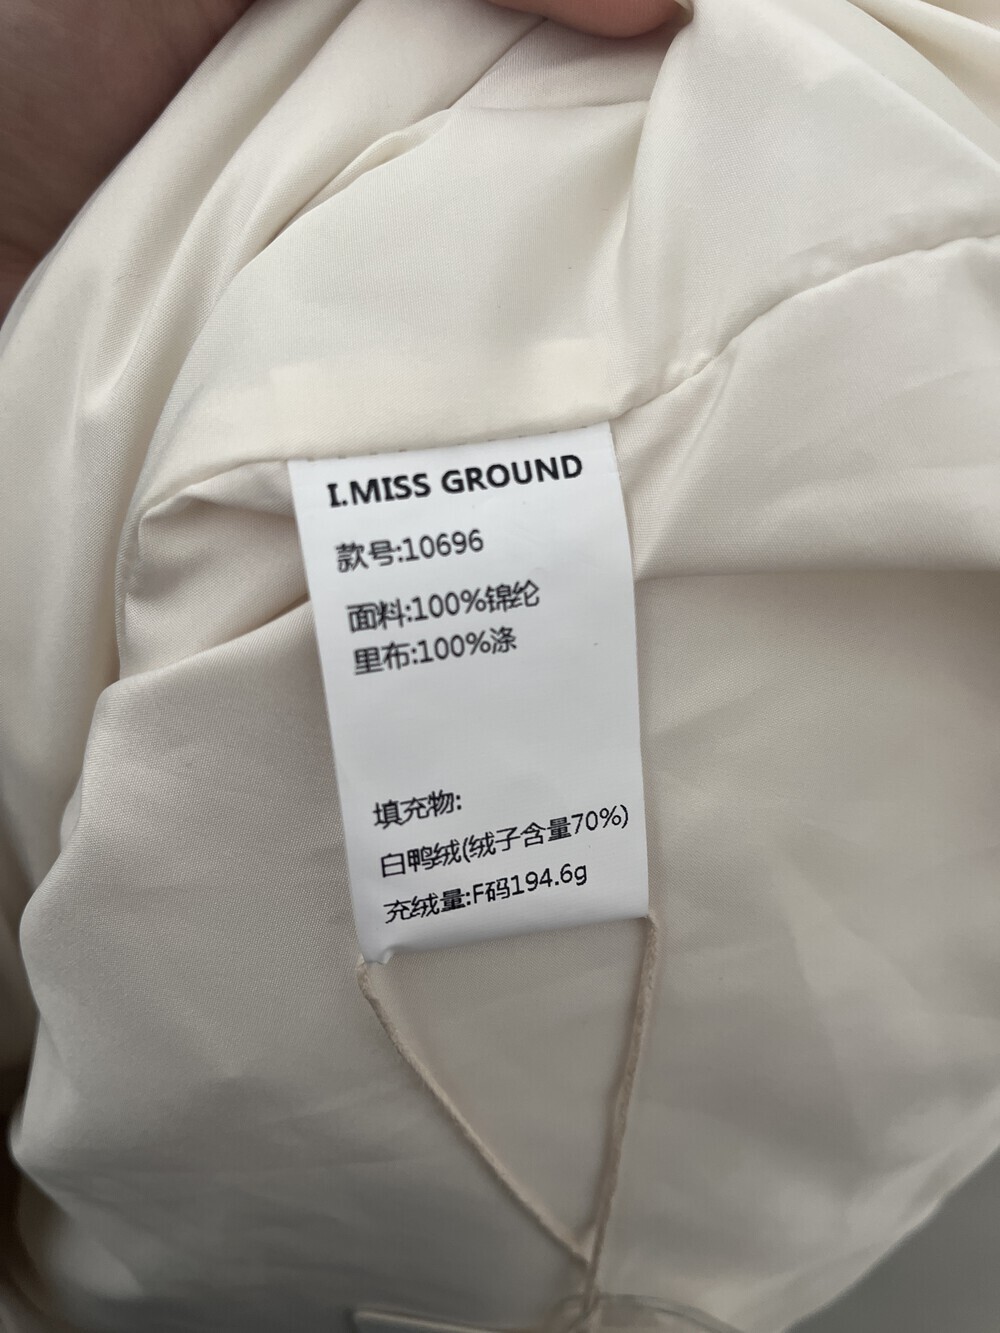 I.MISS GROUND
款号:10696
面料:100%锦纶
里布:100%涤
填充物:
白鸭绒(绒子含量70%)
充绒量:F码194.6g